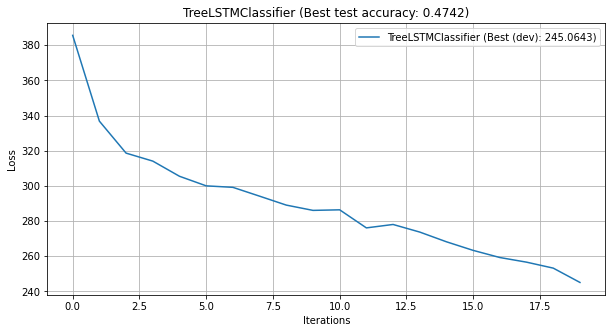 TreeLSTMClassifier (Best test accuracy: 0.4742)
TreeLSTMClassifier (Best (dev): 245.0643)
Loss
380
360
340
320
300
280
260
240
0.0 2.5 5.0 7.5 10.0 12.5 15.0 17.5
Iterations